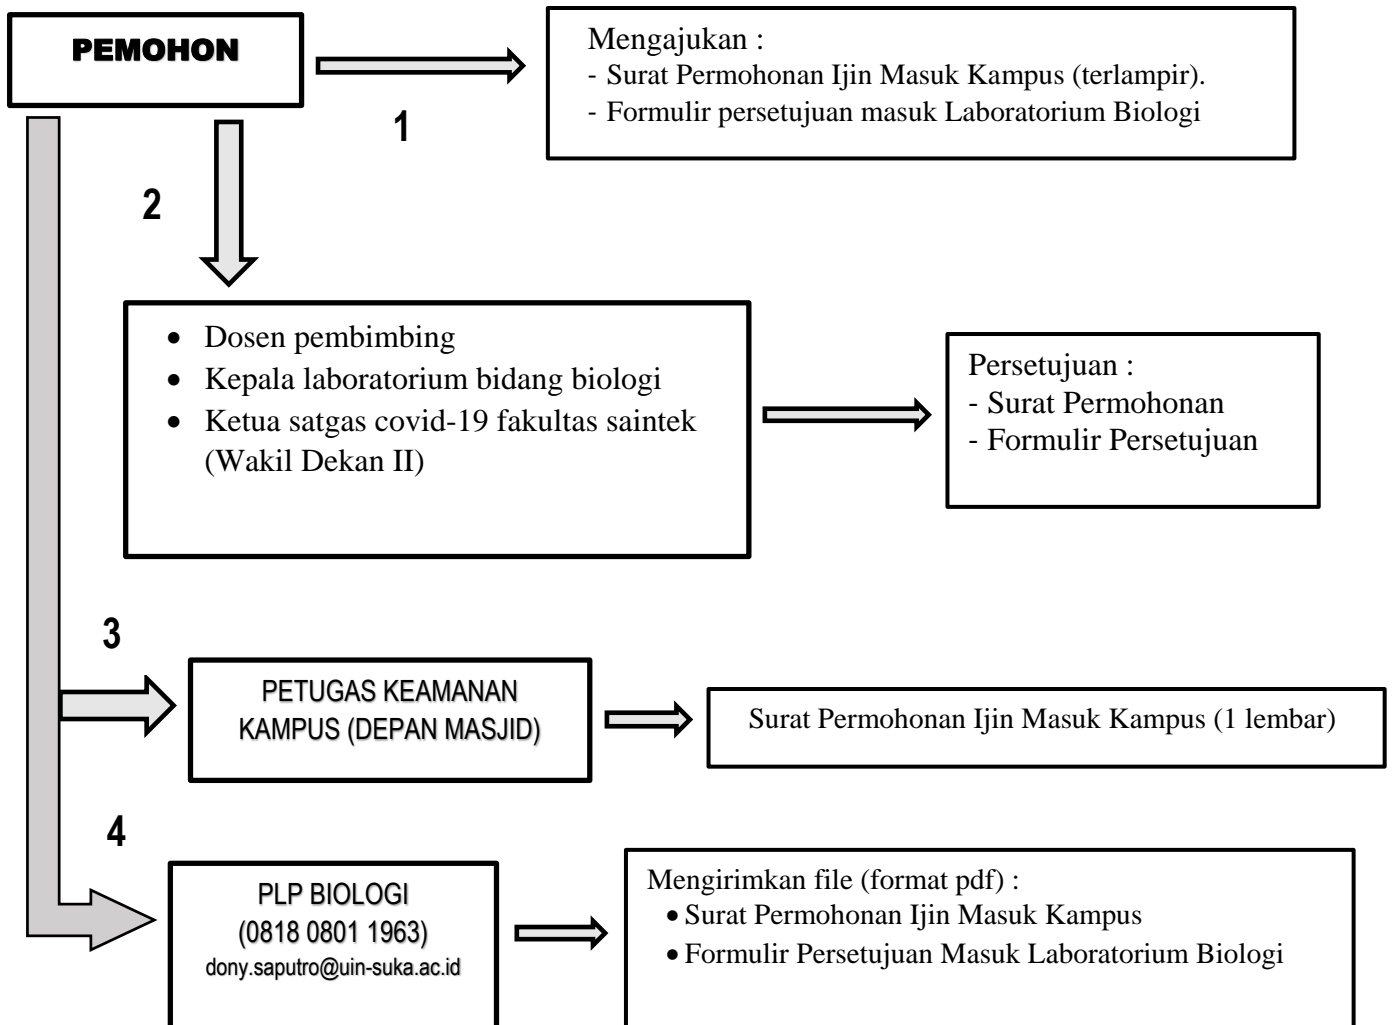 PEMOHON
Mengajukan :
- Surat Permohonan Ijin Masuk Kampus (terlampir).
- Formulir persetujuan masuk Laboratorium Biologi
1
2
• Dosen pembimbing
• Kepala laboratorium bidang biologi
• Ketua satgas covid-19 fakultas saintek
(Wakil Dekan II)
Persetujuan :
- Surat Permohonan
- Formulir Persetujuan
3
PETUGAS KEAMANAN
KAMPUS (DEPAN MASJID)
Surat Permohonan Ijin Masuk Kampus (1 lembar)
4
PLP BIOLOGI
(0818 0801 1963)
dony.saputro@uin-suka.ac.id
Mengirimkan file (format pdf) :
• Surat Permohonan Ijin Masuk Kampus
• Formulir Persetujuan Masuk Laboratorium Biologi